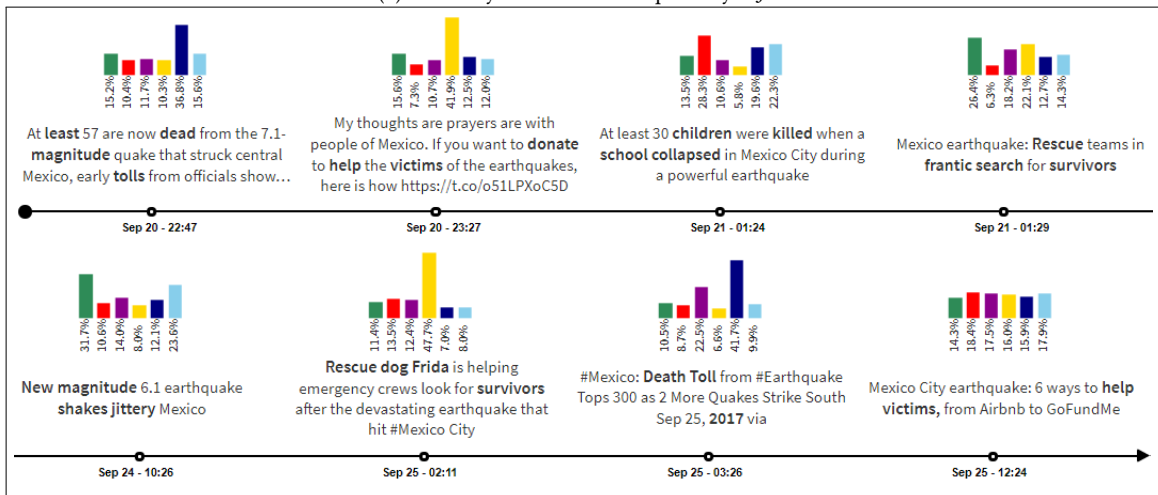 15.2%
10.4%
11.7%
10.3%
36.8%
15.6%
At least 57 are now dead from the 7.1-
magnitude quake that struck central
Mexico, early tolls from officials show...
15.6%
7.3%
10.7%
41.9%
12.5%
12.0%
My thoughts are prayers are with
people of Mexico. If you want to donate
to help the victims of the earthquakes,
here is how https://t.co/o51LPXoC5D
13.5%
28.3%
10.6%
5.8%
19.6%
22.3%
At least 30 children were killed when a
school collapsed in Mexico City during
a powerful earthquake
26.4%
6.3%
18.2%
22.1%
12.7%
14.3%
Mexico earthquake: Rescue teams in
frantic search for survivors
Sep 20 - 22:47
Sep 20 - 23:27
Sep 21 - 01:24
Sep 21 - 01:29
31.7%
10.6%
14.0%
8.0%
12.1%
23.6%
New magnitude 6.1 earthquake
shakes jittery Mexico
11.4%
13.5%
12.4%
47.7%
7.0%
8.0%
Rescue dog Frida is helping
emergency crews look for survivors
after the devastating earthquake that
hit #Mexico City
10.5%
8.7%
22.5%
6.6%
41.7%
9.9%
#Mexico: Death Toll from #Earthquake
Tops 300 as 2 More Quakes Strike South
Sep 25, 2017 via
14.3%
18.4%
17.5%
16.0%
15.9%
17.9%
Mexico City earthquake: 6 ways to help
victims, from Airbnb to GoFundMe
Sep 24 - 10:26
Sep 25 - 02:11
Sep 25 - 03:26
Sep 25 - 12:24